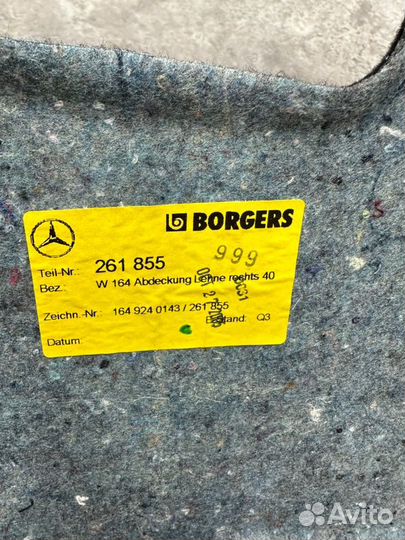 BORGERS
999
Teil-Nr.: 261 855
Bez.: W 164 Abdeckung Lehne rechts 40
Zeichn.-Nr.: 164 924 0143 / 261 855
Bestand: Q3
Datum:
Avito